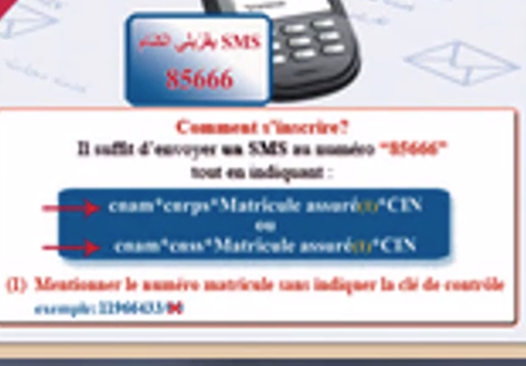 SMS
85666
Comment s'inscrire?
Il suffit d'envoyer un SMS au numéro "85666"
tout en indiquant :
cnam*cnrps*Matricule assuré(1)*CIN
ou
cnam*cnss*Matricule assuré(1)*CIN
(1) Mentionner le numéro matricule sans indiquer la clé de contrôle
exemple: 11966433/